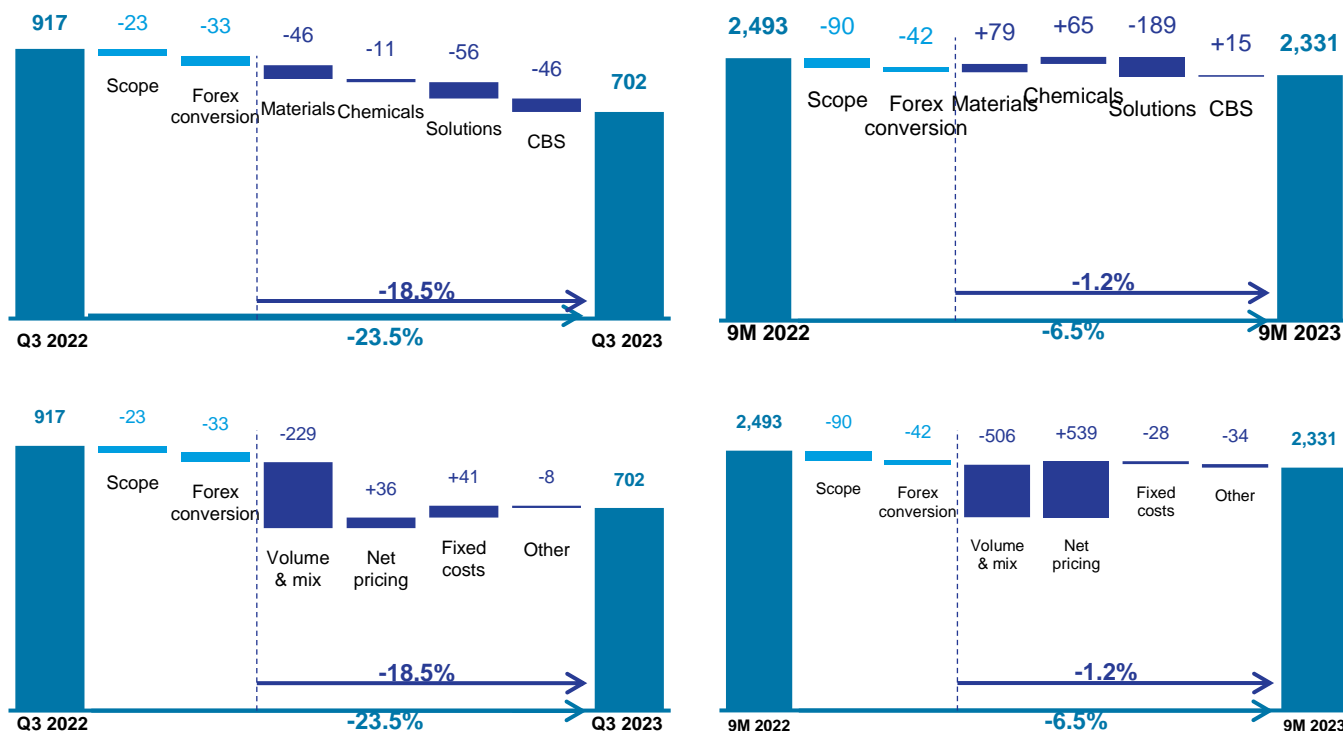 917 -23 -33 -46 -11 -56 -46 702
Scope
Forex
conversion
Materials
Chemicals
Solutions
CBS
-18.5%
-23.5%
Q3 2022 Q3 2023
2,493 -90 -42 +79 +65 -189 +15 2,331
Scope
Forex
conversion
Materials
Chemicals
Solutions
CBS
-1.2%
-6.5%
9M 2022 9M 2023
917 -23 -33 -229 +36 +41 -8 702
Scope
Forex
conversion
Volume
& mix
Net
pricing
Fixed
costs
Other
-18.5%
-23.5%
Q3 2022 Q3 2023
2,493 -90 -42 -506 +539 -28 -34 2,331
Scope
Forex
conversion
Volume
& mix
Net
pricing
Fixed
costs
Other
-1.2%
-6.5%
9M 2022 9M 2023